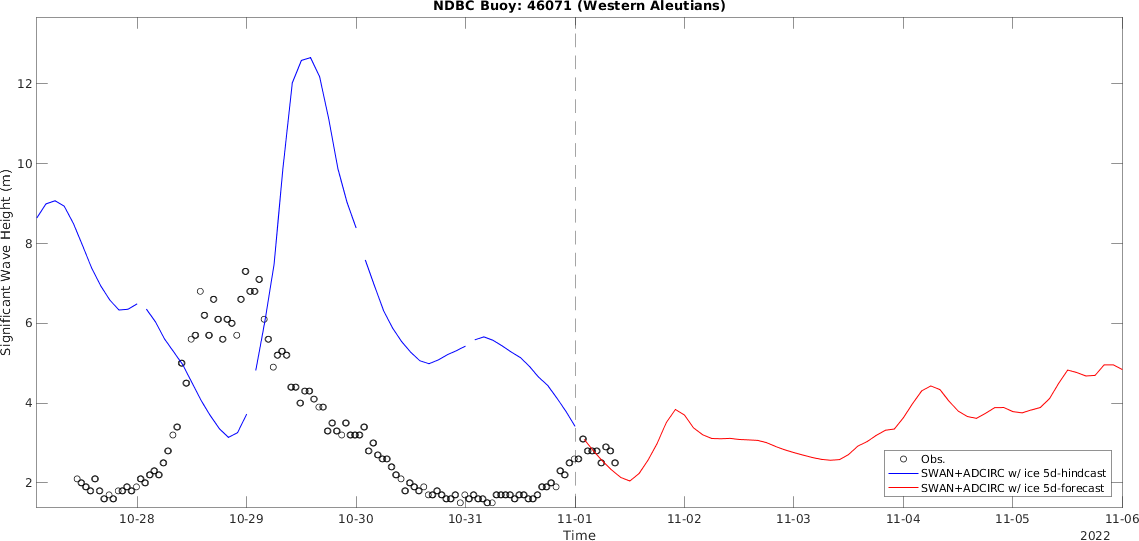 NDBC Buoy: 46071 (Western Aleutians)
Significant Wave Height (m)
12
10
8
6
4
2
Obs.
SWAN+ADCIRC w/ ice 5d-hindcast
SWAN+ADCIRC w/ ice 5d-forecast
10-28 10-29 10-30 10-31 11-01 11-02 11-03 11-04 11-05 11-06
Time
2022